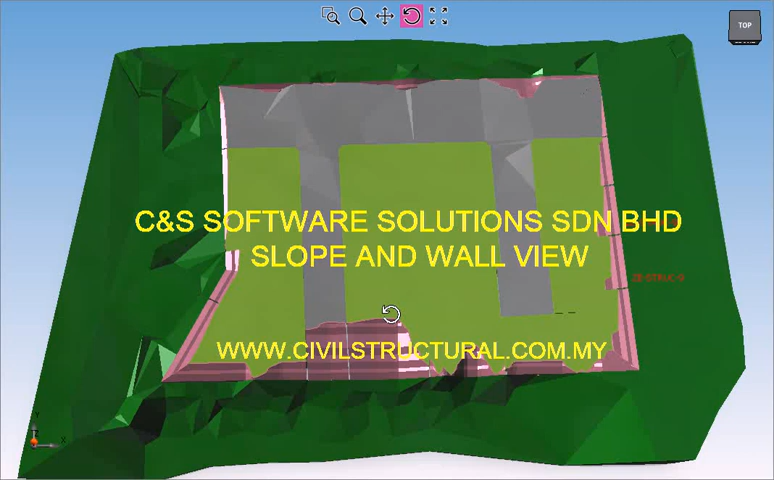 TOP
C&S SOFTWARE SOLUTIONS SDN BHD
SLOPE AND WALL VIEW
WWW.CIVILSTRUCTURAL.COM.MY
X